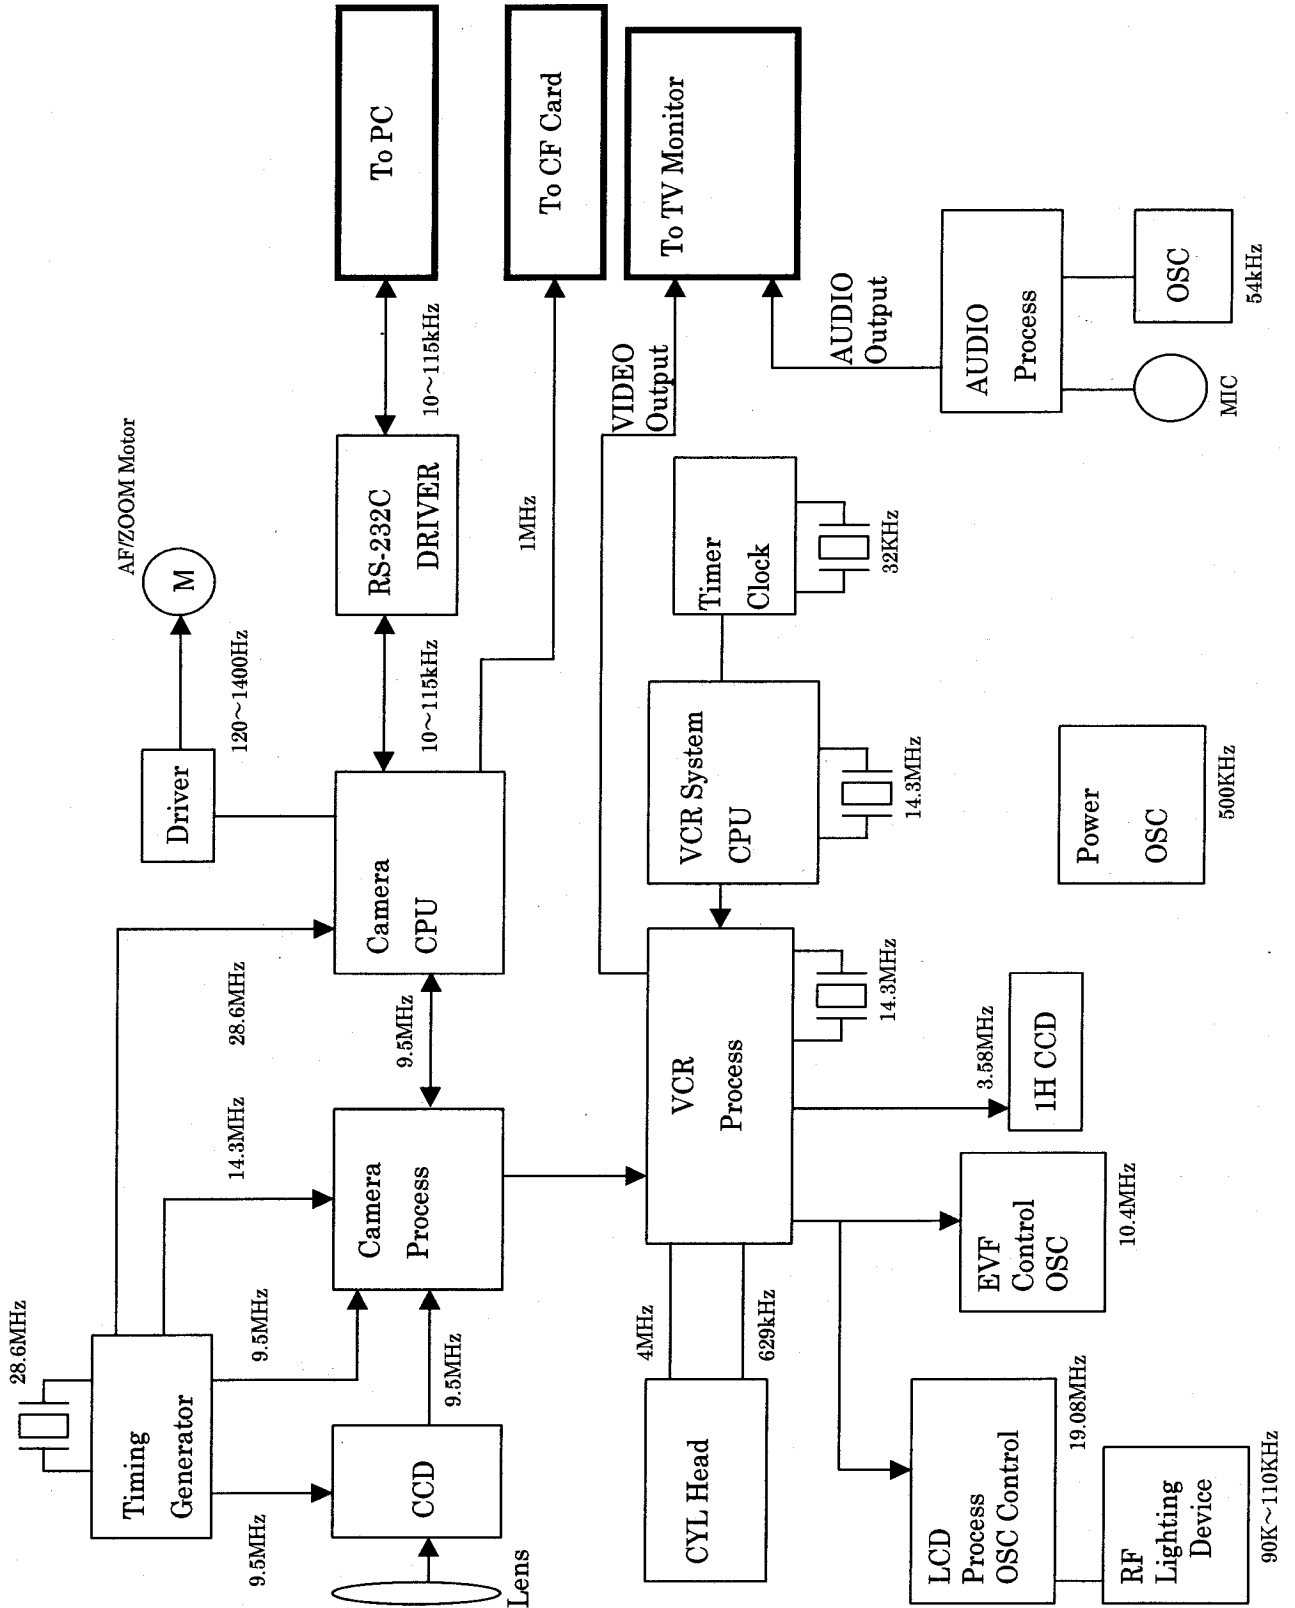 28.6MHz
Timing
Generator
9.5MHz
9.5MHz
14.3MHz
28.6MHz
Driver
120～1400Hz
M
AF/ZOOM Motor
Lens
CCD
9.5MHz
Camera
Process
9.5MHz
Camera
CPU
10～115kHz
RS-232C
DRIVER
10～115kHz
To PC
1MHz
To CF Card
CYL Head
4MHz
629kHz
VCR
Process
14.3MHz
VCR System
CPU
14.3MHz
Timer
Clock
32KHz
VIDEO
Output
To TV Monitor
AUDIO
Output
LCD
Process
OSC Control
19.08MHz
RF
Lighting
Device
90K～110KHz
EVF
Control
OSC
10.4MHz
3.58MHz
1H CCD
Power
OSC
500KHz
AUDIO
Process
MIC
OSC
54kHz